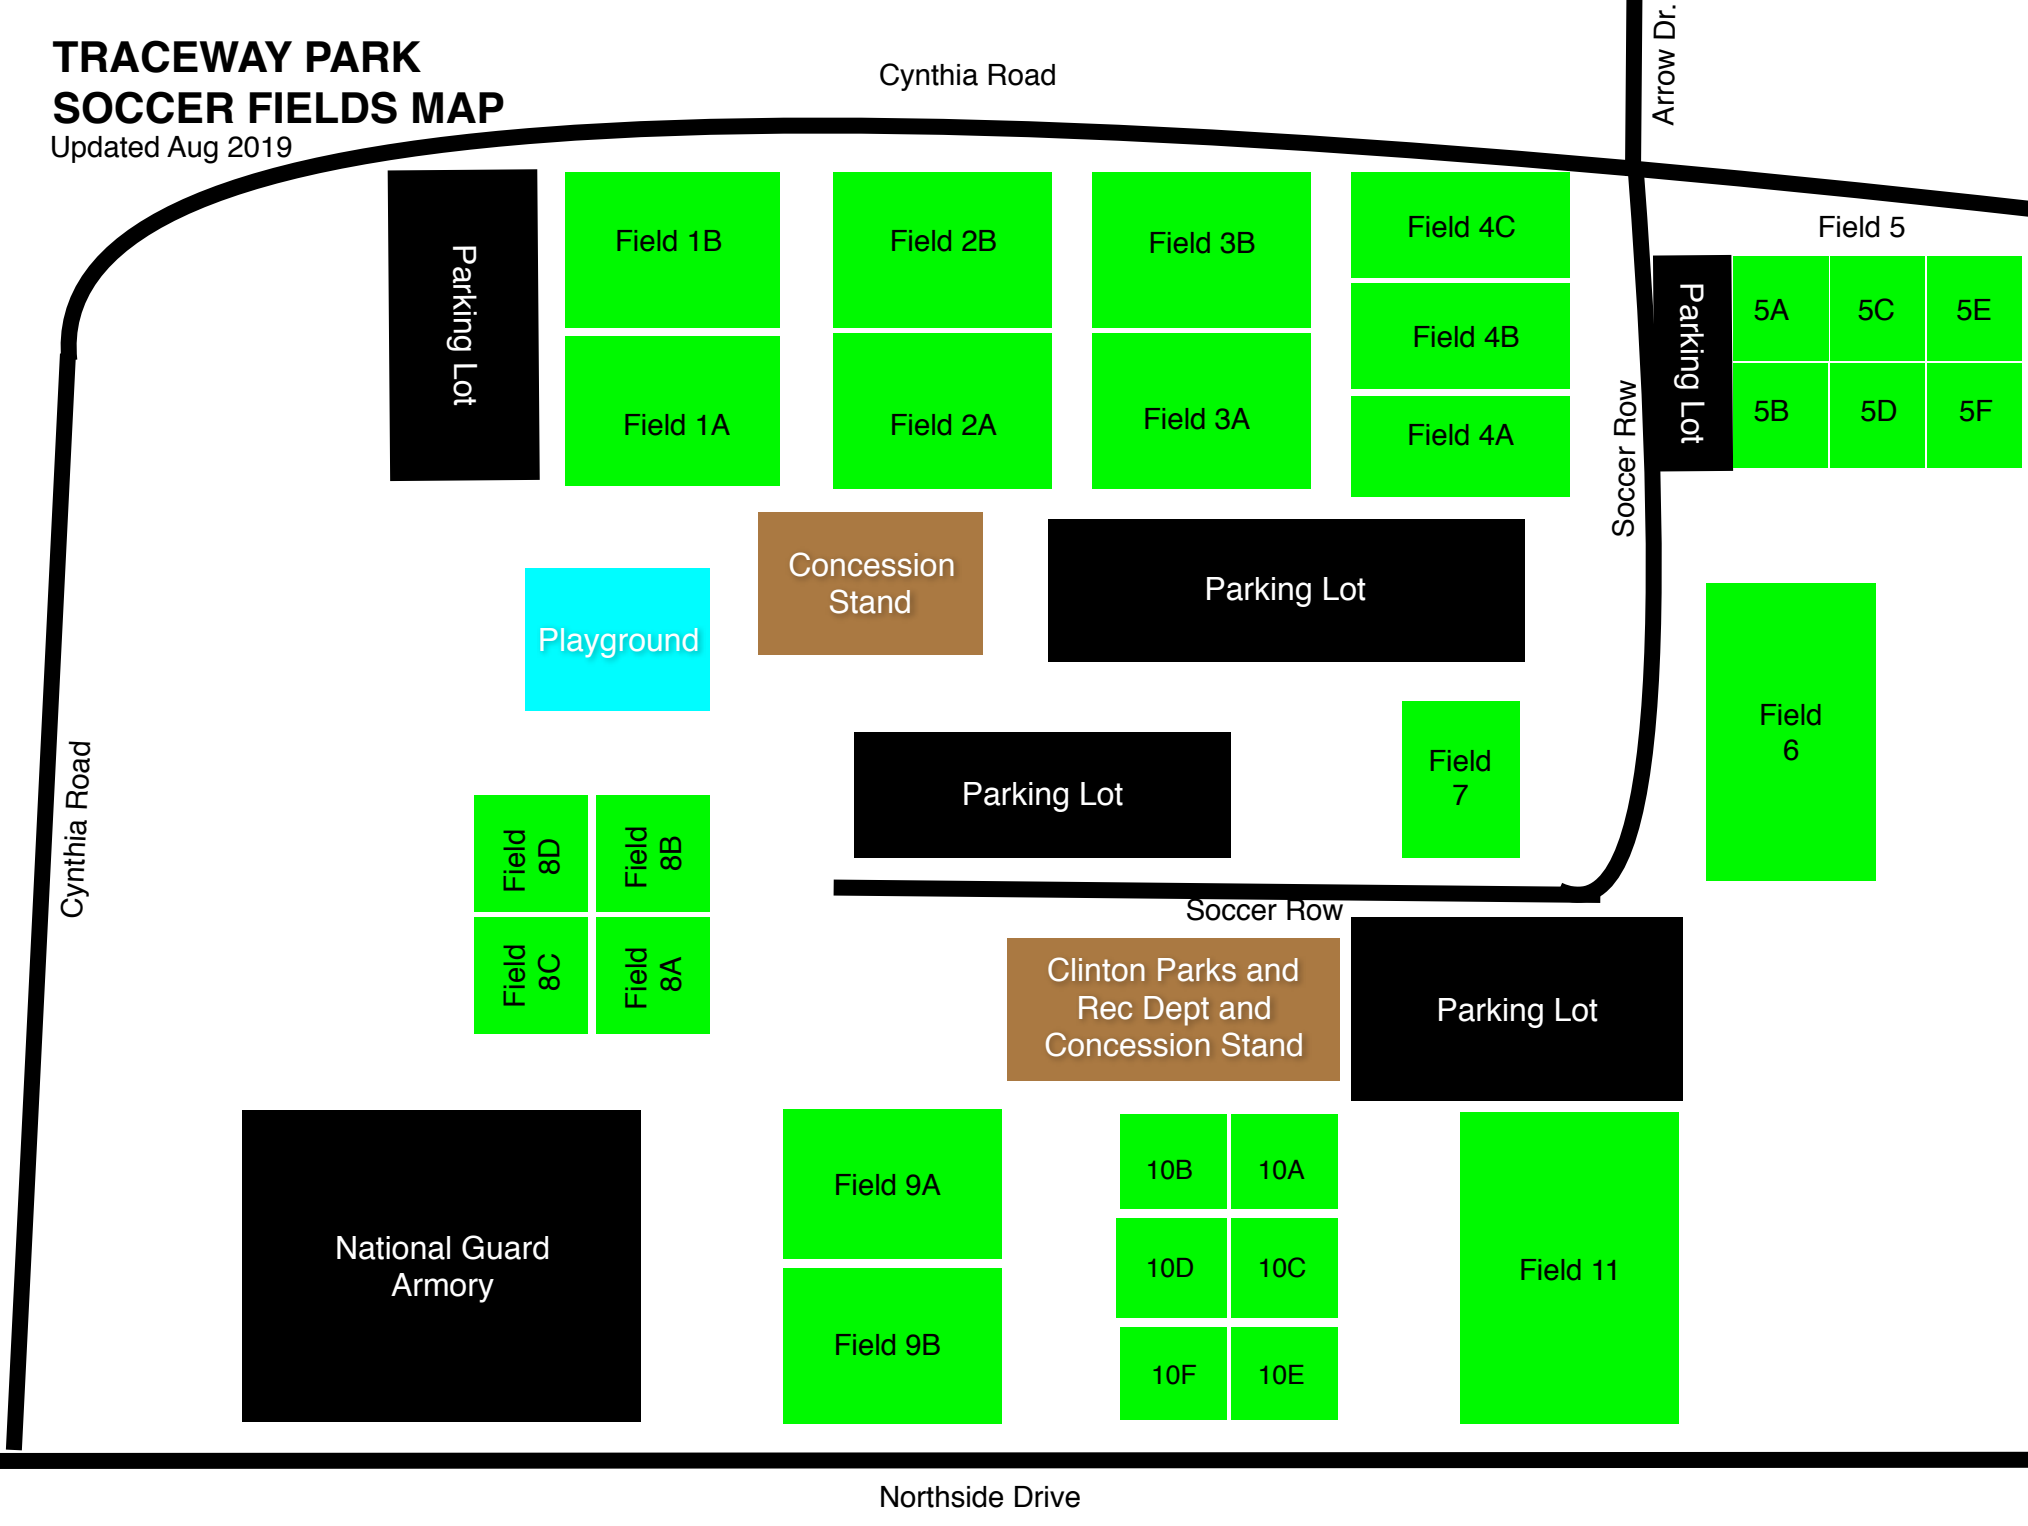 TRACEWAY PARK
SOCCER FIELDS MAP
Updated Aug 2019
Cynthia Road
Arrow Dr.
Parking Lot
Field 1B
Field 2B
Field 3B
Field 4C
Field 4B
Field 1A
Field 2A
Field 3A
Field 4A
Soccer Row
Field 5
Parking Lot
5A
5C
5E
5B
5D
5F
Concession
Stand
Parking Lot
Playground
Field
6
Parking Lot
Field
7
Cynthia Road
Field
8D
Field
8B
Field
8C
Field
8A
Soccer Row
Clinton Parks and
Rec Dept and
Concession Stand
Parking Lot
National Guard
Armory
Field 9A
Field 9B
10B
10A
10D
10C
10F
10E
Field 11
Northside Drive